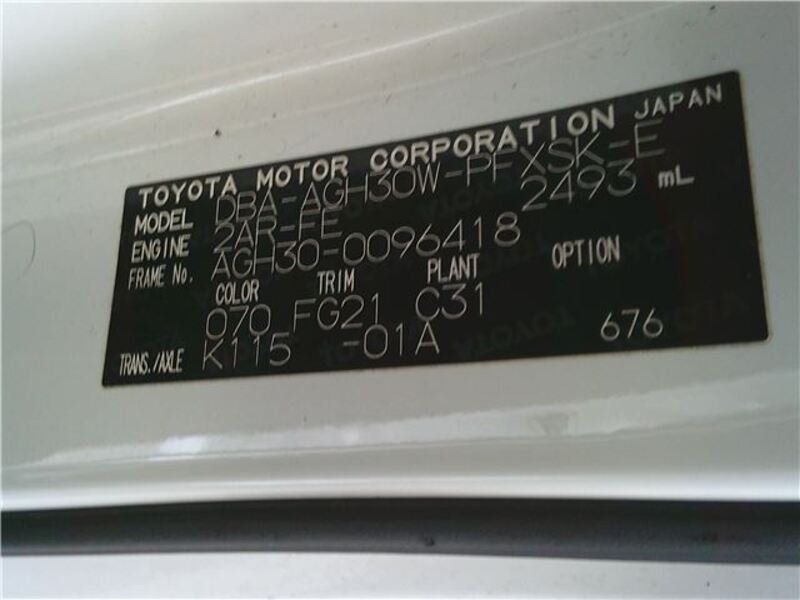 TOYOTA MOTOR CORPORATION JAPAN
MODEL DBA-AGH30W-PFXSK-E
ENGINE 2AR-FE 2493 mL
FRAME No. AGH30-0096418
COLOR TRIM PLANT OPTION
070 FG21 C31
TRANS./AXLE K115 -01A 676